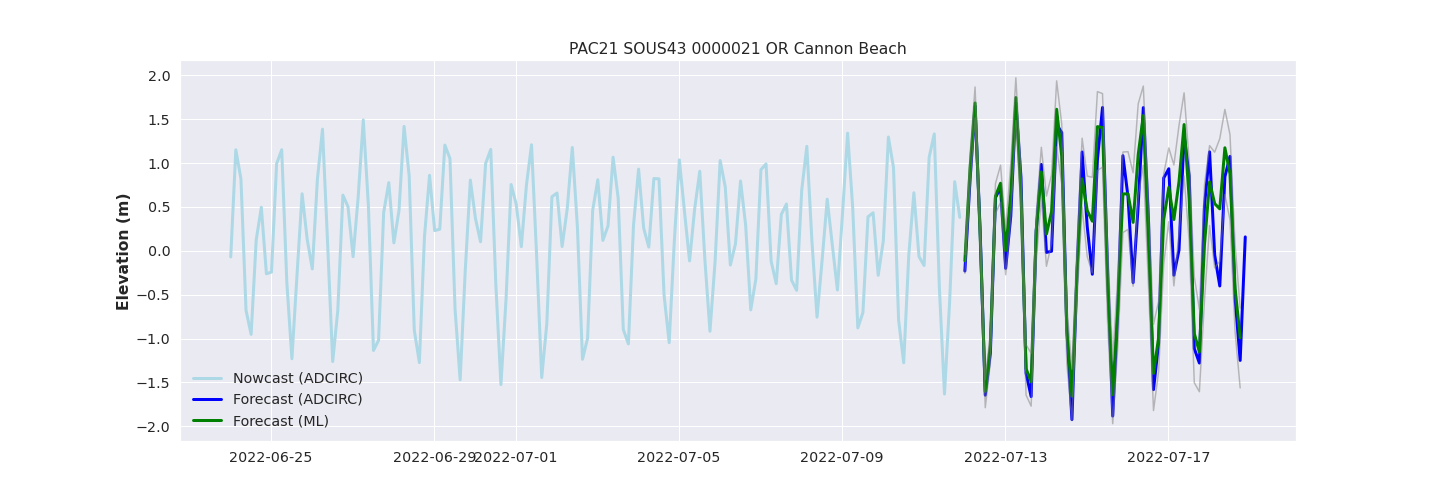 PAC21 SOUS43 0000021 OR Cannon Beach
Elevation (m)
2.0
1.5
1.0
0.5
0.0
−0.5
−1.0
−1.5
−2.0
Nowcast (ADCIRC)
Forecast (ADCIRC)
Forecast (ML)
2022-06-25 2022-06-29 2022-07-01 2022-07-05 2022-07-09 2022-07-13 2022-07-17